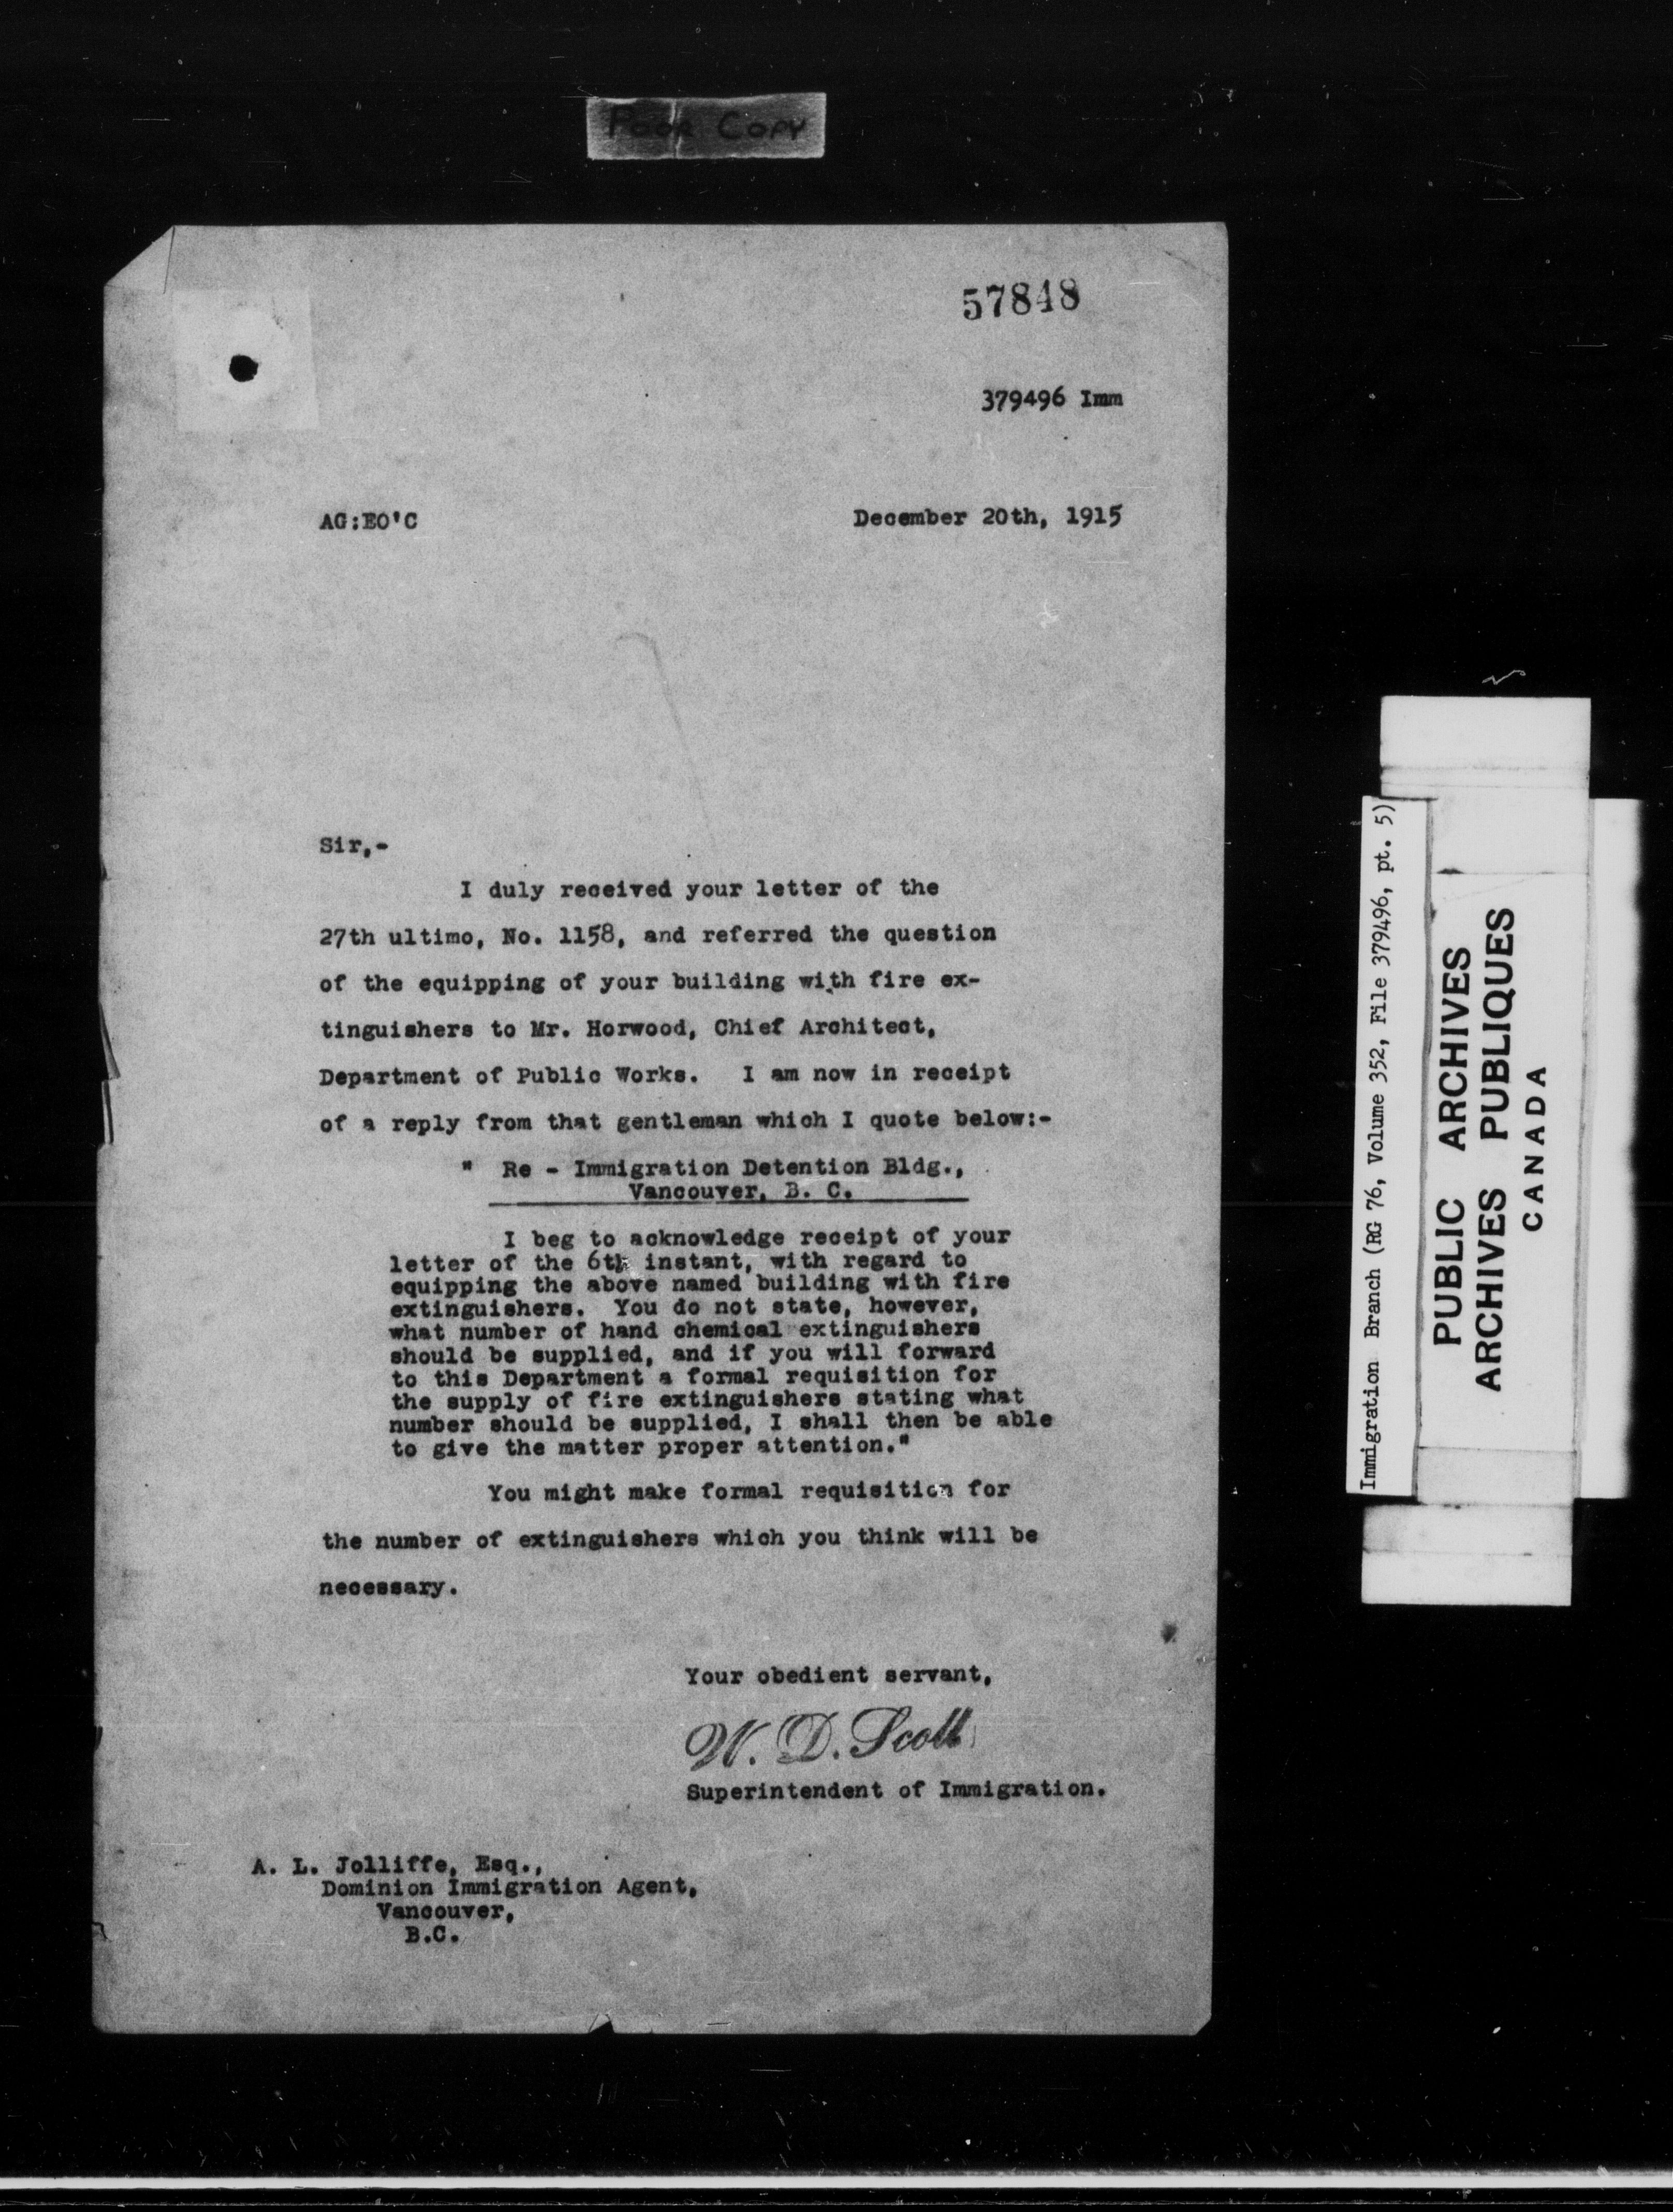 Poor Copy
57848
379496 Imm
AG:EO'C
December 20th, 1915
Sir,-
I duly received your letter of the
27th ultimo, No. 1158, and referred the question
of the equipping of your building with fire ex-
tinguishers to Mr. Horwood, Chief Architect,
Department of Public Works. I am now in receipt
of a reply from that gentleman which I quote below:-
" Re - Immigration Detention Bldg.,
Vancouver, B. C.
I beg to acknowledge receipt of your
letter of the 6th instant, with regard to
equipping the above named building with fire
extinguishers. You do not state, however,
what number of hand chemical extinguishers
should be supplied, and if you will forward
to this Department a formal requisition for
the supply of fire extinguishers stating what
number should be supplied, I shall then be able
to give the matter proper attention."
You might make formal requisition for
the number of extinguishers which you think will be
necessary.
Your obedient servant,
W. D. Scott
Superintendent of Immigration.
A. L. Jolliffe, Esq.,
Dominion Immigration Agent,
Vancouver,
B.C.
Immigration Branch (RG 76, Volume 352, File 379496, pt. 5)
PUBLIC ARCHIVES
ARCHIVES PUBLIQUES
CANADA